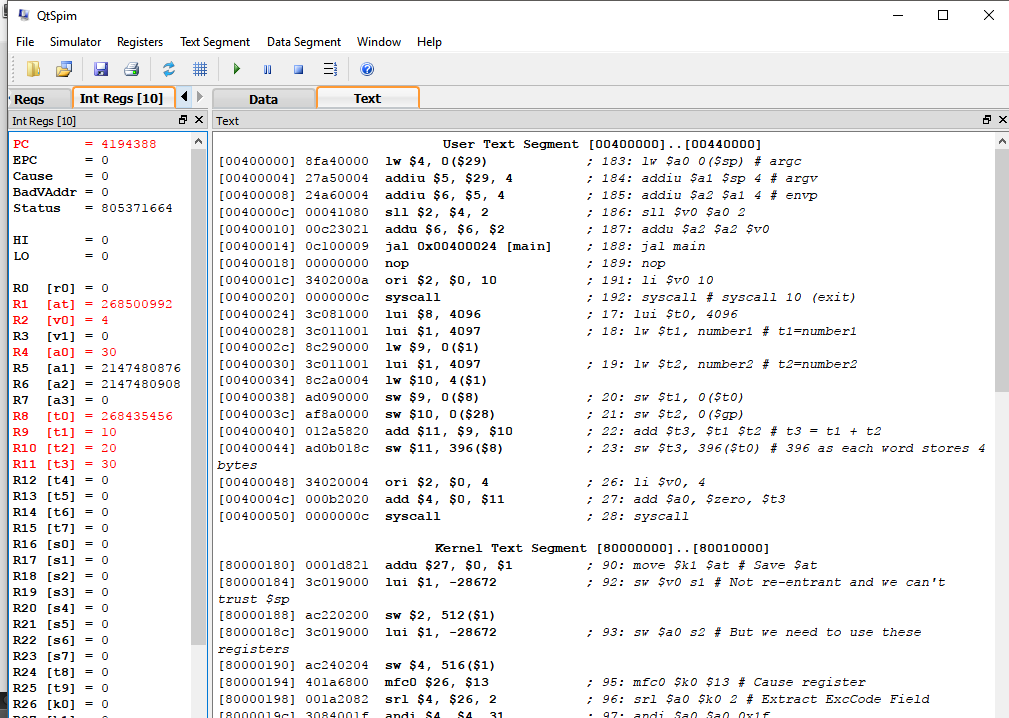 QtSpim
File Simulator Registers Text Segment Data Segment Window Help
Regs Int Regs [10] Data Text
Int Regs [10]
PC = 4194388
EPC = 0
Cause = 0
BadVAddr = 0
Status = 805371664
HI = 0
LO = 0
R0 [r0] = 0
R1 [at] = 268500992
R2 [v0] = 4
R3 [v1] = 0
R4 [a0] = 30
R5 [a1] = 2147480876
R6 [a2] = 2147480908
R7 [a3] = 0
R8 [t0] = 268435456
R9 [t1] = 10
R10 [t2] = 20
R11 [t3] = 30
R12 [t4] = 0
R13 [t5] = 0
R14 [t6] = 0
R15 [t7] = 0
R16 [s0] = 0
R17 [s1] = 0
R18 [s2] = 0
R19 [s3] = 0
R20 [s4] = 0
R21 [s5] = 0
R22 [s6] = 0
R23 [s7] = 0
R24 [t8] = 0
R25 [t9] = 0
R26 [k0] = 0
Text
User Text Segment [00400000]..[00440000]
[00400000] 8fa40000 lw $4, 0($29) ; 183: lw $a0 0($sp) # argc
[00400004] 27a50004 addiu $5, $29, 4 ; 184: addiu $a1 $sp 4 # argv
[00400008] 24a60004 addiu $6, $5, 4 ; 185: addiu $a2 $a1 4 # envp
[0040000c] 00041080 sll $2, $4, 2 ; 186: sll $v0 $a0 2
[00400010] 00c23021 addu $6, $6, $2 ; 187: addu $a2 $a2 $v0
[00400014] 0c100009 jal 0x00400024 [main] ; 188: jal main
[00400018] 00000000 nop ; 189: nop
[0040001c] 3402000a ori $2, $0, 10 ; 191: li $v0 10
[00400020] 0000000c syscall ; 192: syscall # syscall 10 (exit)
[00400024] 3c081000 lui $8, 4096 ; 17: lui $t0, 4096
[00400028] 3c011001 lui $1, 4097 ; 18: lw $t1, number1 # t1=number1
[0040002c] 8c290000 lw $9, 0($1)
[00400030] 3c011001 lui $1, 4097 ; 19: lw $t2, number2 # t2=number2
[00400034] 8c2a0004 lw $10, 4($1)
[00400038] ad090000 sw $9, 0($8) ; 20: sw $t1, 0($t0)
[0040003c] af8a0000 sw $10, 0($28) ; 21: sw $t2, 0($gp)
[00400040] 012a5820 add $11, $9, $10 ; 22: add $t3, $t1 $t2 # t3 = t1 + t2
[00400044] ad0b018c sw $11, 396($8) ; 23: sw $t3, 396($t0) # 396 as each word stores 4
bytes
[00400048] 34020004 ori $2, $0, 4 ; 26: li $v0, 4
[0040004c] 000b2020 add $4, $0, $11 ; 27: add $a0, $zero, $t3
[00400050] 0000000c syscall ; 28: syscall
Kernel Text Segment [80000000]..[80010000]
[80000180] 0001d821 addu $27, $0, $1 ; 90: move $k1 $at # Save $at
[80000184] 3c019000 lui $1, -28672 ; 92: sw $v0 s1 # Not re-entrant and we can't
trust $sp
[80000188] ac220200 sw $2, 512($1)
[8000018c] 3c019000 lui $1, -28672 ; 93: sw $a0 s2 # But we need to use these
registers
[80000190] ac240204 sw $4, 516($1)
[80000194] 401a6800 mfc0 $26, $13 ; 95: mfc0 $k0 $13 # Cause register
[80000198] 001a2082 srl $4, $26, 2 ; 96: srl $a0 $k0 2 # Extract ExcCode Field
[8000019c] 3084001f andi $4, $4, 31 ; 97: andi $a0 $a0 0x1f